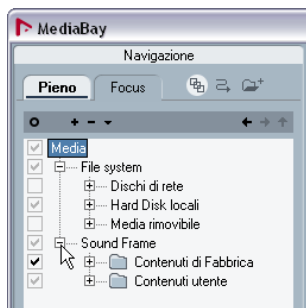 MediaBay
Navigazione
Pieno Focus
Media
File system
Dischi di rete
Hard Disk locali
Media rimovibile
Sound Frame
Contenuti di Fabbrica
Contenuti utente